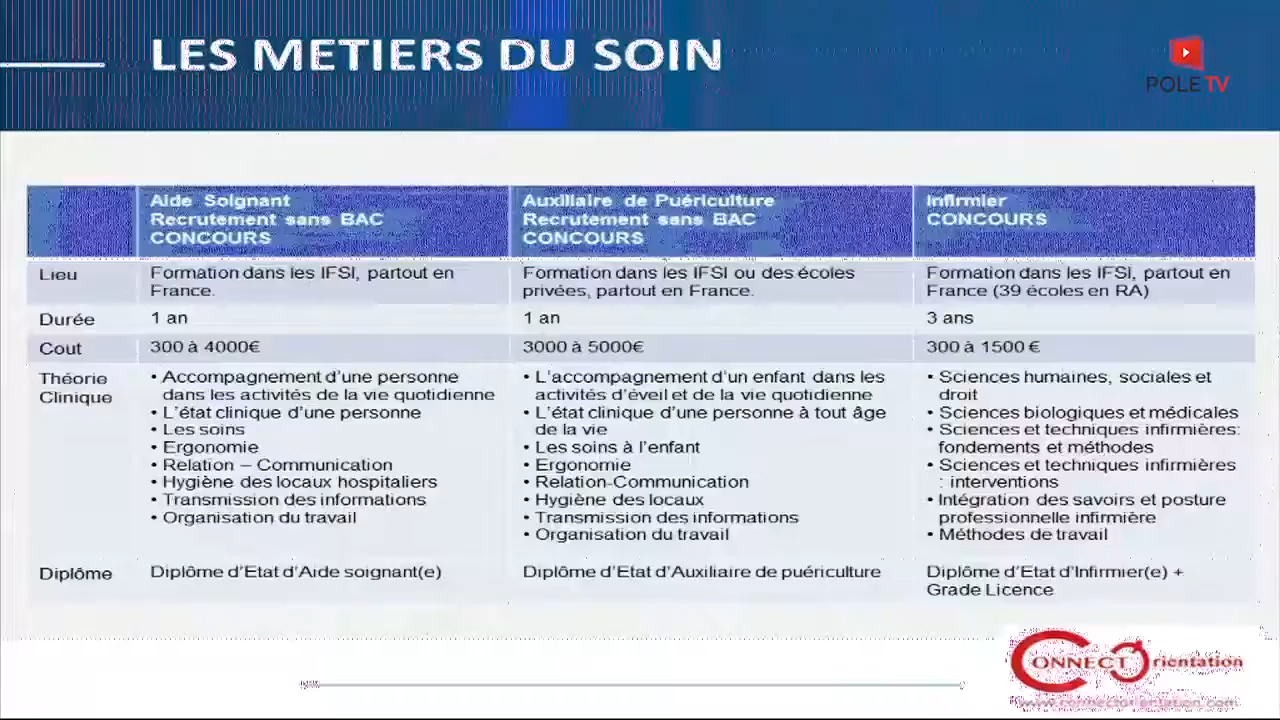 LES METIERS DU SOIN
POLE TV
Aide Soignant
Recrutement sans BAC
CONCOURS
Auxiliaire de Puériculture
Recrutement sans BAC
CONCOURS
Infirmier
CONCOURS
Lieu
Formation dans les IFSI, partout en
France.
Formation dans les IFSI ou des écoles
privées, partout en France.
Formation dans les IFSI, partout en
France (39 écoles en RA)
Durée
1 an
1 an
3 ans
Cout
300 à 4000€
3000 à 5000€
300 à 1500 €
Théorie
Clinique
• Accompagnement d'une personne
dans les activités de la vie quotidienne
• L'état clinique d'une personne
• Les soins
• Ergonomie
• Relation – Communication
• Hygiène des locaux hospitaliers
• Transmission des informations
• Organisation du travail
• L'accompagnement d'un enfant dans les
activités d'éveil et de la vie quotidienne
• L'état clinique d'une personne à tout âge
de la vie
• Les soins à l'enfant
• Ergonomie
• Relation-Communication
• Hygiène des locaux
• Transmission des informations
• Organisation du travail
• Sciences humaines, sociales et
droit
• Sciences biologiques et médicales
• Sciences et techniques infirmières:
fondements et méthodes
• Sciences et techniques infirmières
: interventions
• Intégration des savoirs et posture
professionnelle infirmière
• Méthodes de travail
Diplôme
Diplôme d'Etat d'Aide soignant(e)
Diplôme d'Etat d'Auxiliaire de puériculture
Diplôme d'Etat d'Infirmier(e) +
Grade Licence
CONNECT Orientation
www.connectorientation.com